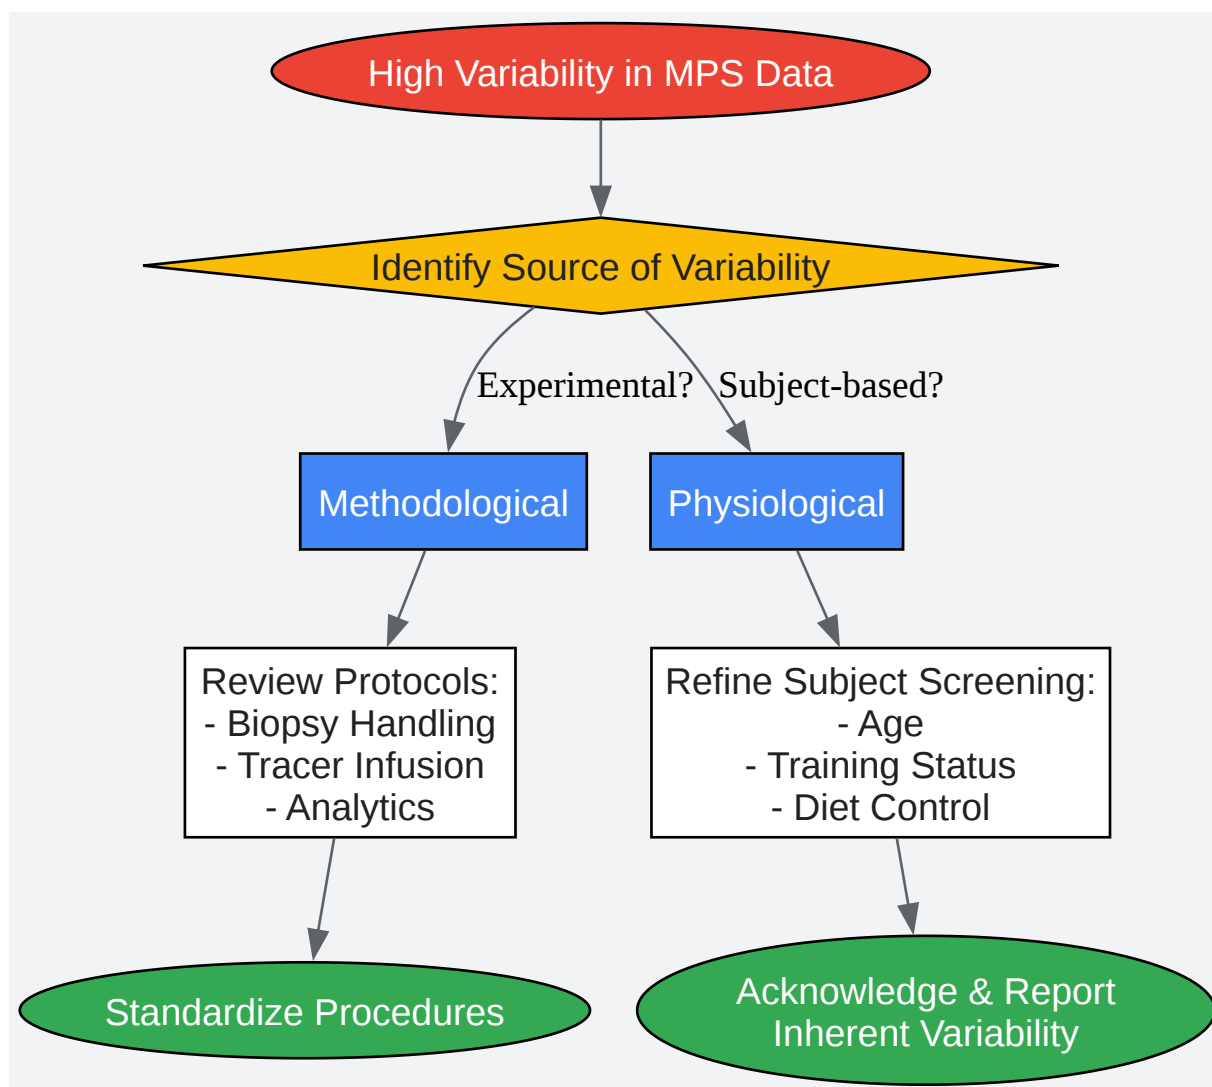 High Variability in MPS Data
Identify Source of Variability
Experimental?
Subject-based?
Methodological
Physiological
Review Protocols:
- Biopsy Handling
- Tracer Infusion
- Analytics
Refine Subject Screening:
- Age
- Training Status
- Diet Control
Standardize Procedures
Acknowledge & Report
Inherent Variability